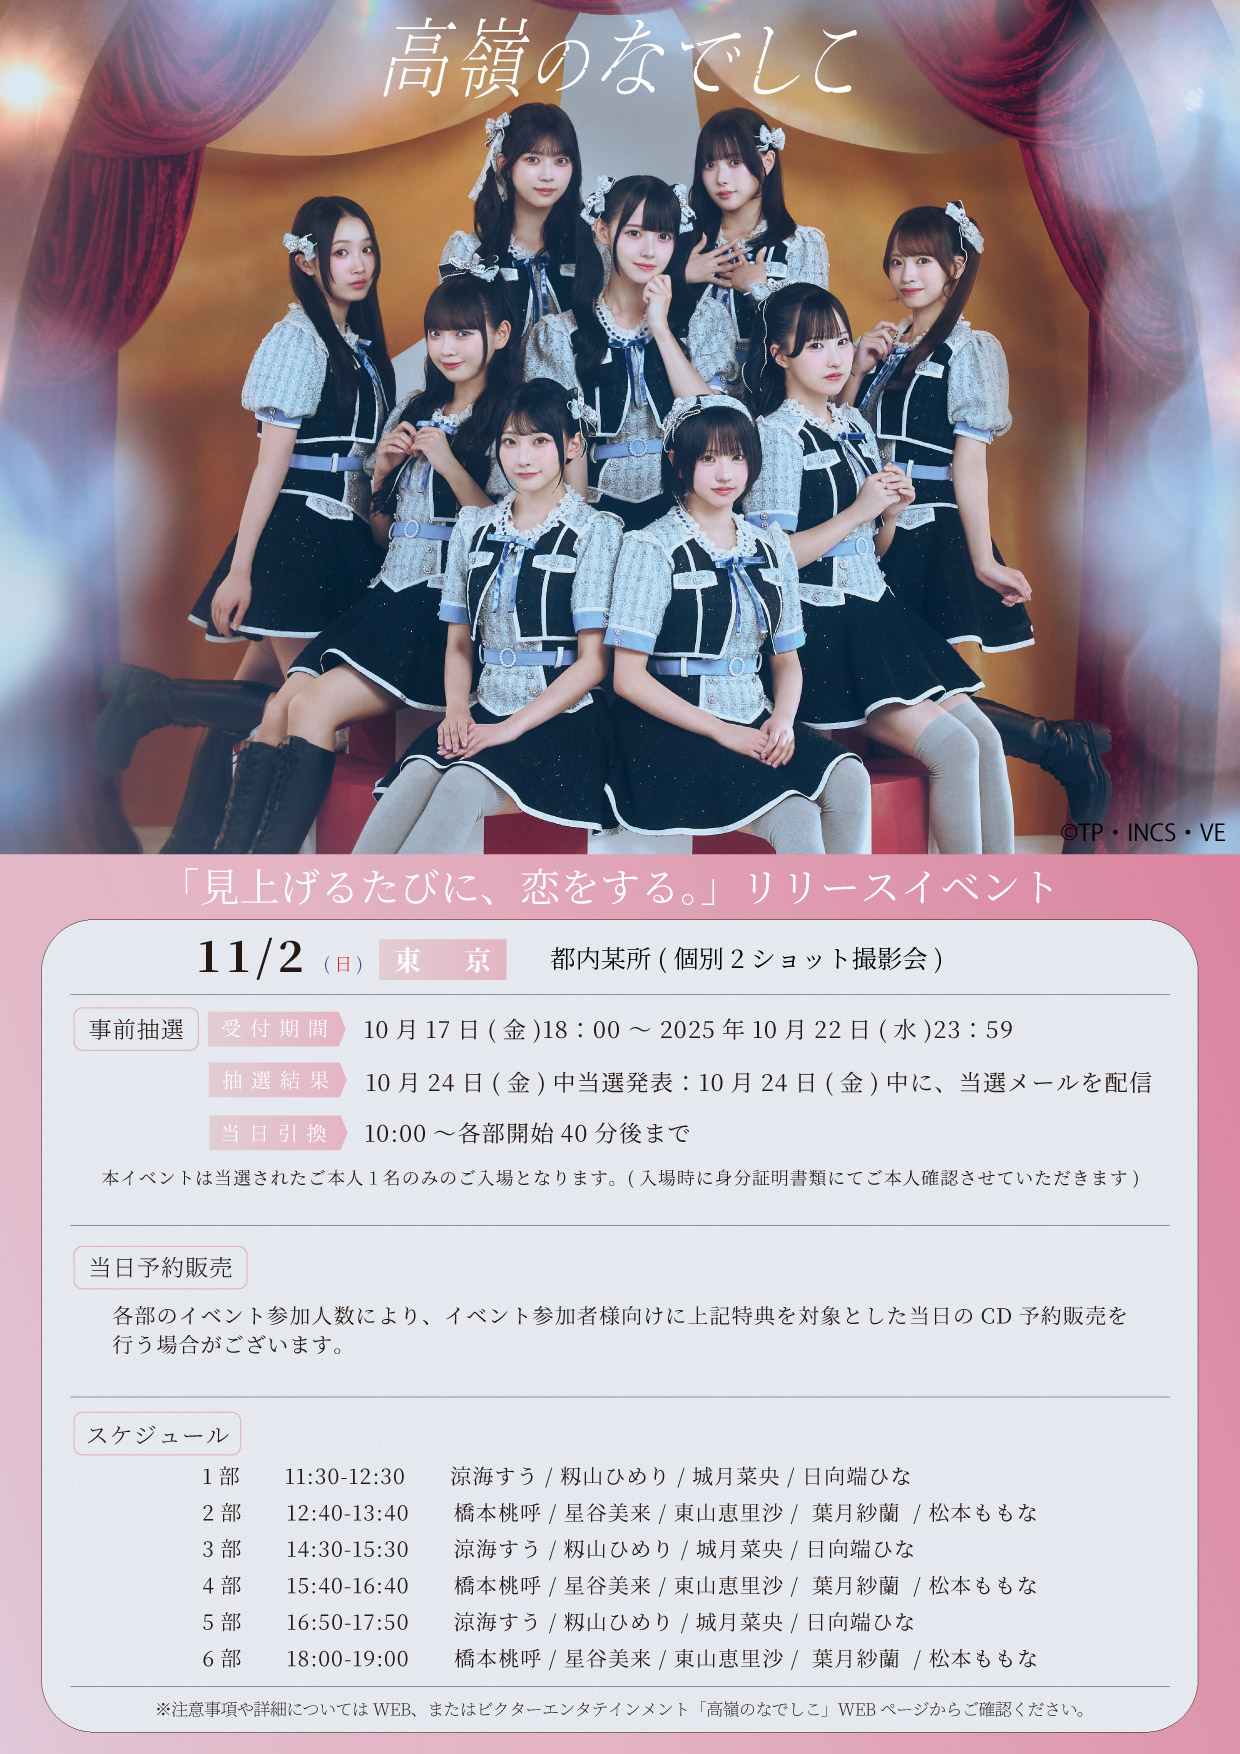 高嶺のなでしこ
©TP・INCS・VE
「見上げるたびに、恋をする。」リリースイベント
11/2 (日) 東京 都内某所 ( 個別 2 ショット撮影会 )
事前抽選 受付期間 10 月 17 日 ( 金 )18：00 〜 2025 年 10 月 22 日 ( 水 )23：59
抽選結果 10 月 24 日 ( 金 ) 中当選発表：10 月 24 日 ( 金 ) 中に、当選メールを配信
当日引換 10:00 〜各部開始 40 分後まで
本イベントは当選されたご本人 1 名のみのご入場となります。( 入場時に身分証明書類にてご本人確認させていただきます )
当日予約販売
各部のイベント参加人数により、イベント参加者様向けに上記特典を対象とした当日の CD 予約販売を
行う場合がございます。
スケジュール
1 部 11:30-12:30 涼海すう / 籾山ひめり / 城月菜央 / 日向端ひな
2 部 12:40-13:40 橋本桃呼 / 星谷美来 / 東山恵里沙 / 葉月紗蘭 / 松本ももな
3 部 14:30-15:30 涼海すう / 籾山ひめり / 城月菜央 / 日向端ひな
4 部 15:40-16:40 橋本桃呼 / 星谷美来 / 東山恵里沙 / 葉月紗蘭 / 松本ももな
5 部 16:50-17:50 涼海すう / 籾山ひめり / 城月菜央 / 日向端ひな
6 部 18:00-19:00 橋本桃呼 / 星谷美来 / 東山恵里沙 / 葉月紗蘭 / 松本ももな
※注意事項や詳細については WEB、またはビクターエンタテインメント「高嶺のなでしこ」WEB ページからご確認ください。